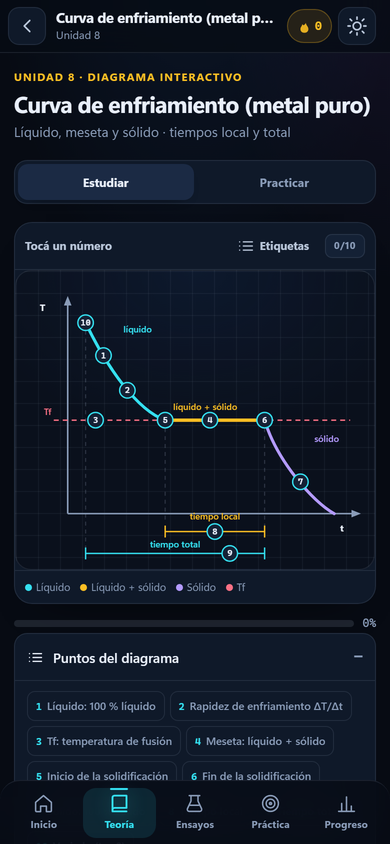 Curva de enfriamiento (metal p...
Unidad 8
0
UNIDAD 8 · DIAGRAMA INTERACTIVO
Curva de enfriamiento (metal puro)
Líquido, meseta y sólido · tiempos local y total
Estudiar
Practicar
Tocá un número
Etiquetas
0/10
T
10
líquido
1
2
Tf
3
5
líquido + sólido
4
6
sólido
7
tiempo local
t
8
tiempo total
9
Líquido
Líquido + sólido
Sólido
Tf
0%
Puntos del diagrama
1 Líquido: 100 % líquido
2 Rapidez de enfriamiento ΔT/Δt
3 Tf: temperatura de fusión
4 Meseta: líquido + sólido
5 Inicio de la solidificación
6 Fin de la solidificación
Inicio
Teoría
Ensayos
Práctica
Progreso